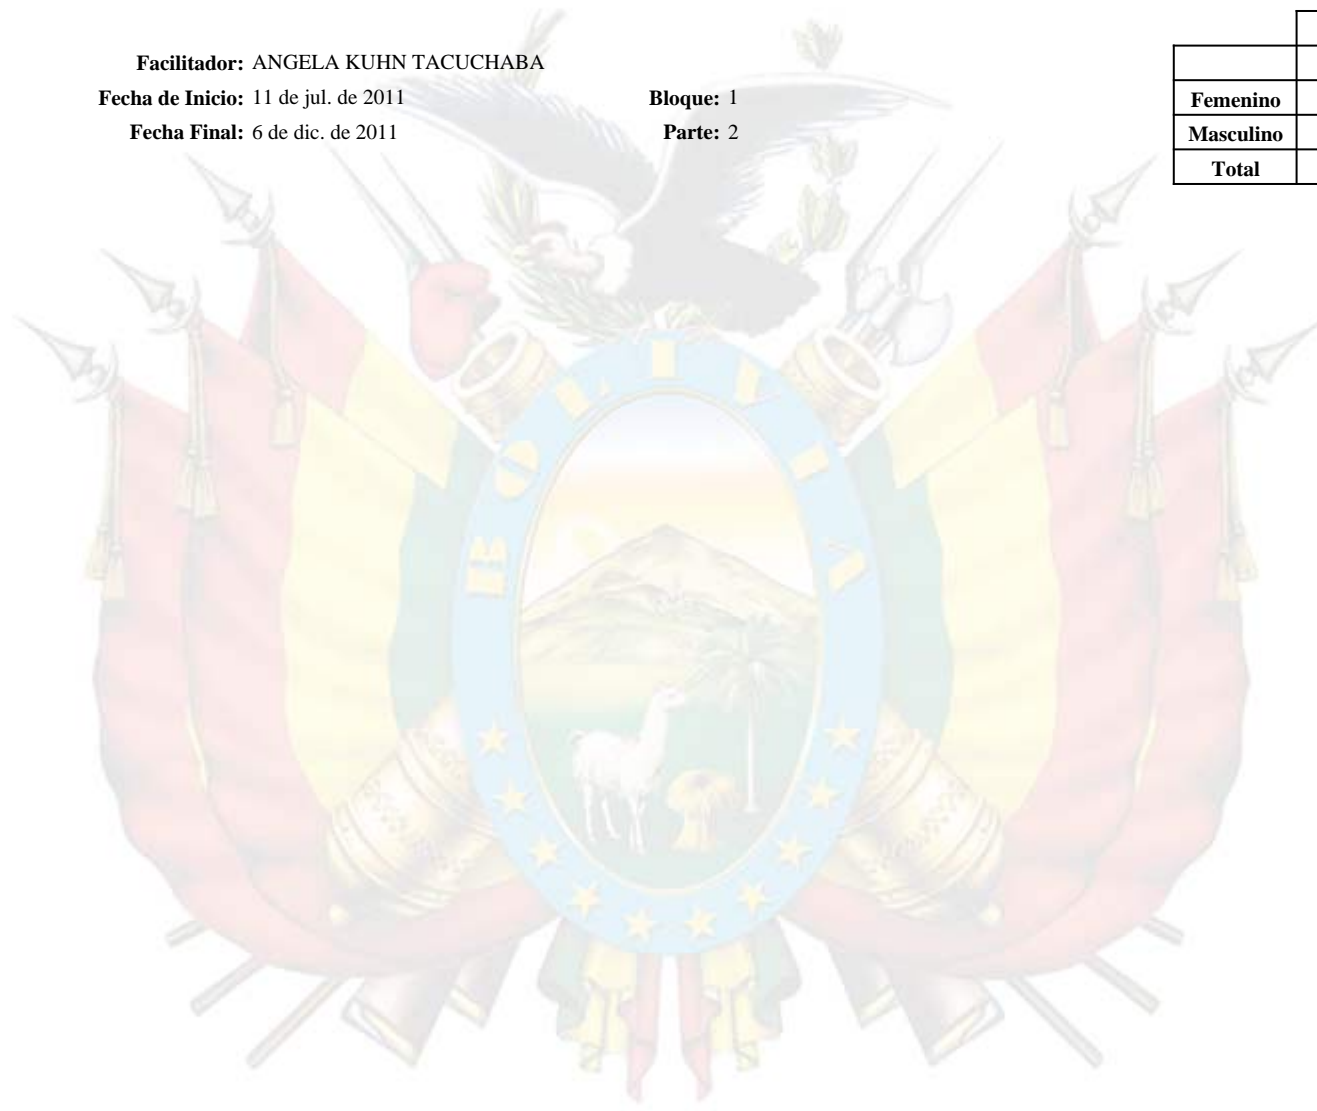 Facilitador: ANGELA KUHN TACUCHABA
Fecha de Inicio: 11 de jul. de 2011 Bloque: 1
Fecha Final: 6 de dic. de 2011 Parte: 2
Femenino
Masculino
Total
BOLIVIA